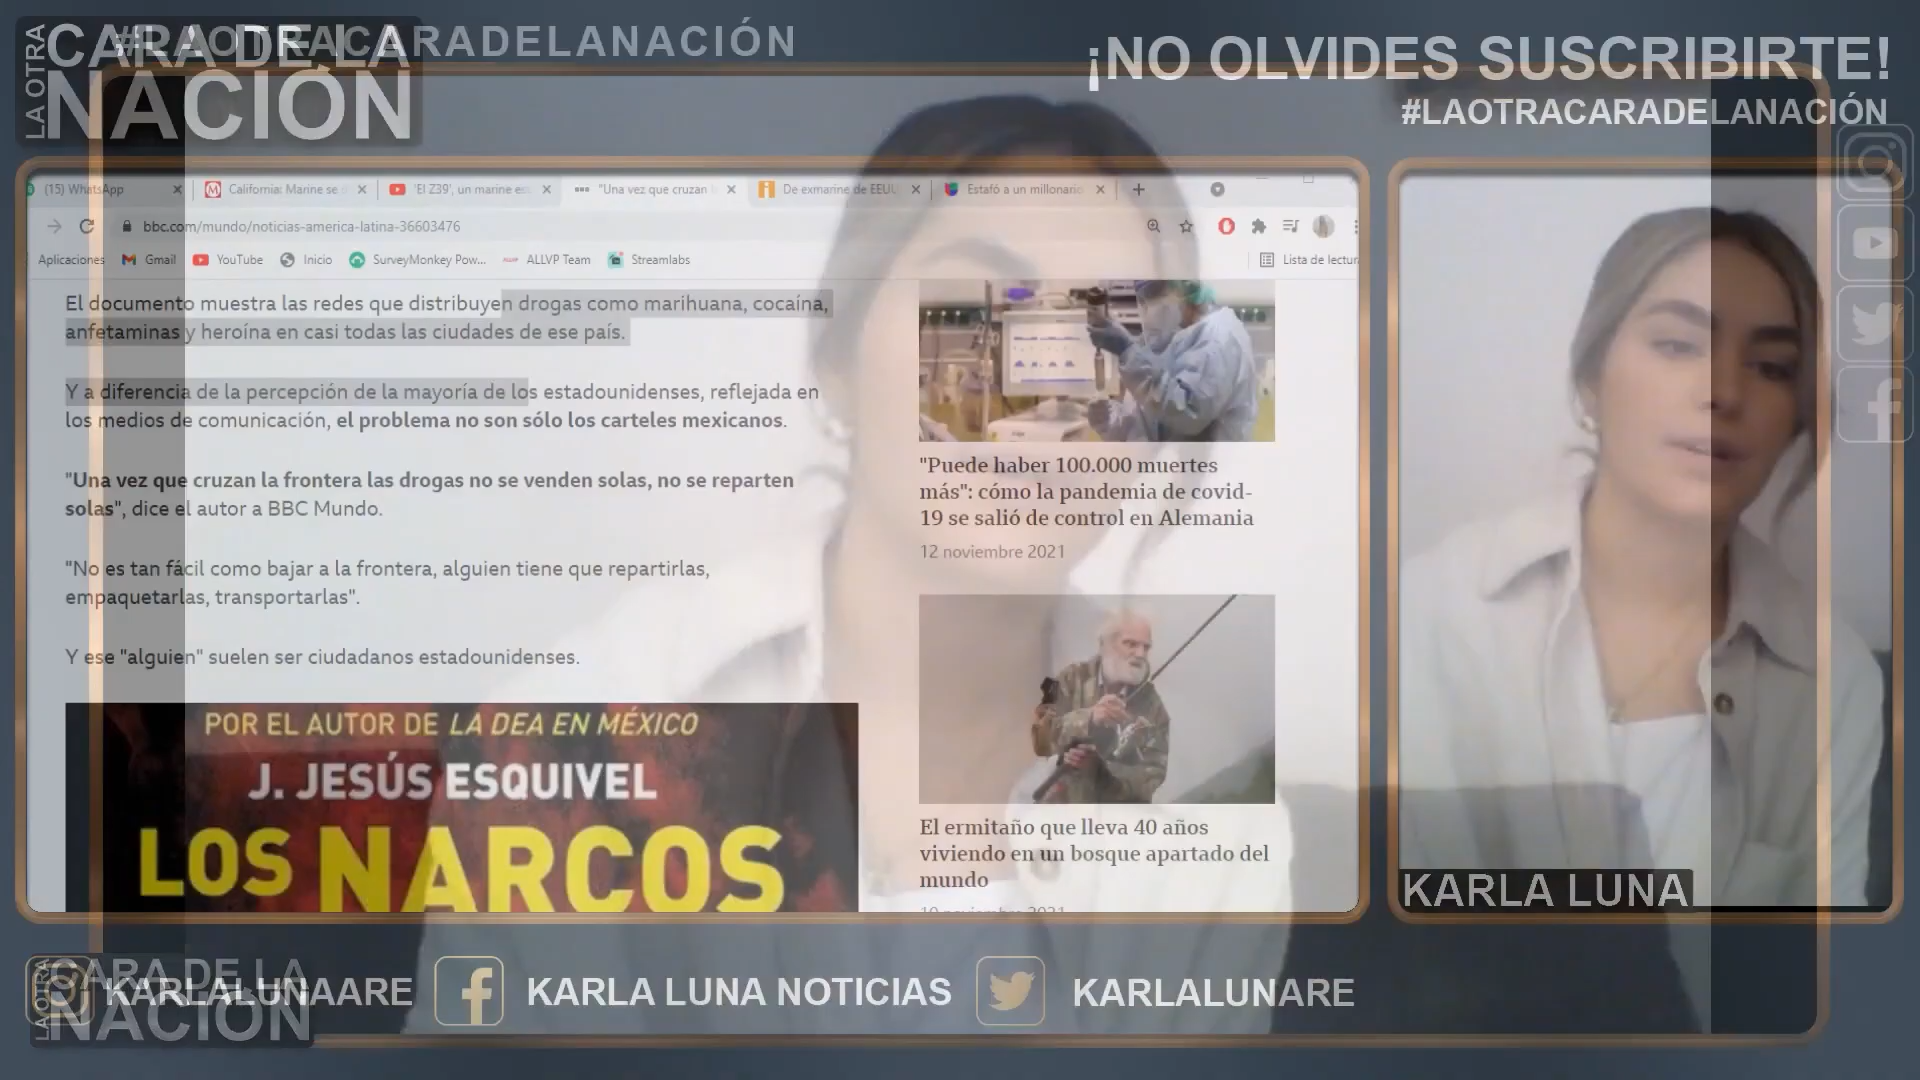 LA OTRA
CARA DE LA
NACIÓN
#LAOTRACARADELANACIÓN
¡NO OLVIDES SUSCRIBIRTE!
#LAOTRACARADELANACIÓN
(15) WhatsApp
California: Marine se
'El Z39', un marine es
"Una vez que cruzan l
De exmarine de EEUU
Estafó a un millonario
bbc.com/mundo/noticias-america-latina-36603476
Aplicaciones
Gmail
YouTube
Inicio
SurveyMonkey Pow...
ALLVP Team
Streamlabs
Lista de lectur
El documento muestra las redes que distribuyen drogas como marihuana, cocaína,
anfetaminas y heroína en casi todas las ciudades de ese país.
Y a diferencia de la percepción de la mayoría de los estadounidenses, reflejada en
los medios de comunicación, el problema no son sólo los carteles mexicanos.
"Una vez que cruzan la frontera las drogas no se venden solas, no se reparten
solas", dice el autor a BBC Mundo.
"No es tan fácil como bajar a la frontera, alguien tiene que repartirlas,
empaquetarlas, transportarlas".
Y ese "alguien" suelen ser ciudadanos estadounidenses.
POR EL AUTOR DE LA DEA EN MÉXICO
J. JESÚS ESQUIVEL
LOS NARCOS
"Puede haber 100.000 muertes
más": cómo la pandemia de covid-
19 se salió de control en Alemania
12 noviembre 2021
El ermitaño que lleva 40 años
viviendo en un bosque apartado del
mundo
KARLA LUNA
LA OTRA
CARA DE LA
NACIÓN
KARLALUNAARE
KARLA LUNA NOTICIAS
KARLALUNARE